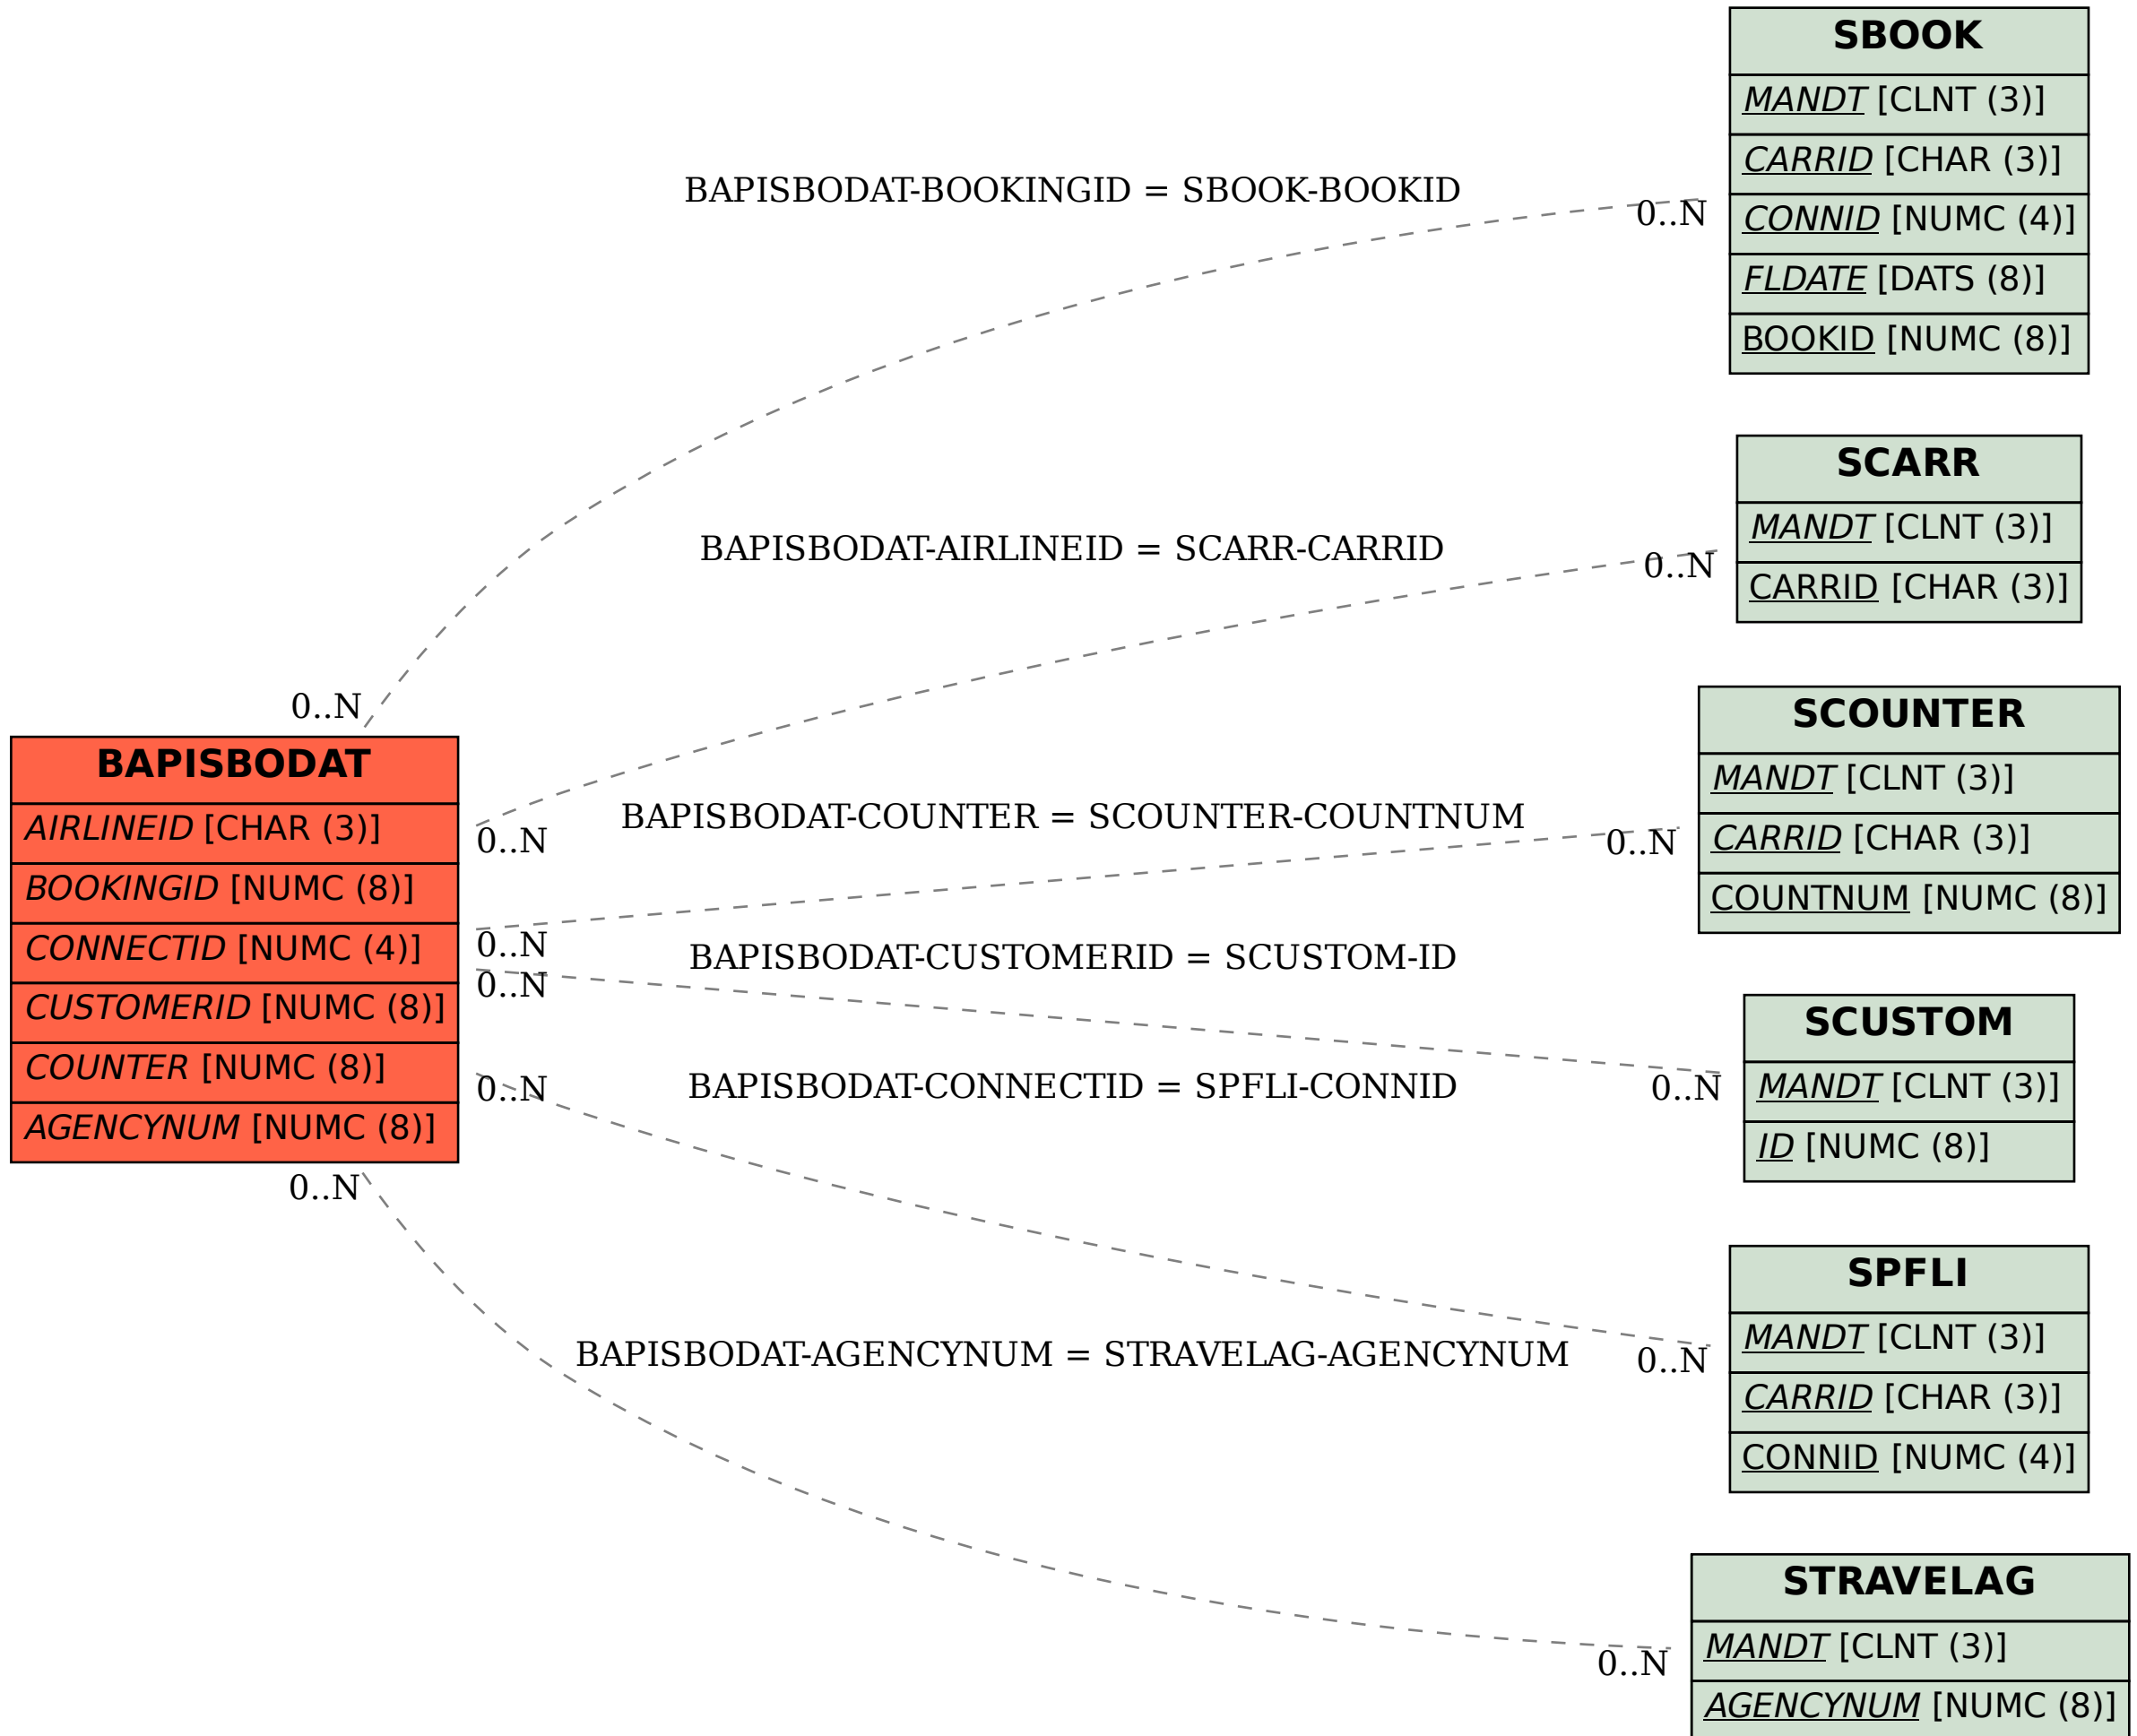 SBOOK
MANDT [CLNT (3)]
CARRID [CHAR (3)]
CONNID [NUMC (4)]
FLDATE [DATS (8)]
BOOKID [NUMC (8)]
BAPISBODAT-BOOKINGID = SBOOK-BOOKID
0..N
0..N
SCARR
MANDT [CLNT (3)]
CARRID [CHAR (3)]
BAPISBODAT-AIRLINEID = SCARR-CARRID
0..N
0..N
BAPISBODAT
AIRLINEID [CHAR (3)]
BOOKINGID [NUMC (8)]
CONNECTID [NUMC (4)]
CUSTOMERID [NUMC (8)]
COUNTER [NUMC (8)]
AGENCYNUM [NUMC (8)]
SCOUNTER
MANDT [CLNT (3)]
CARRID [CHAR (3)]
COUNTNUM [NUMC (8)]
BAPISBODAT-COUNTER = SCOUNTER-COUNTNUM
0..N
0..N
BAPISBODAT-CUSTOMERID = SCUSTOM-ID
0..N
0..N
SCUSTOM
MANDT [CLNT (3)]
ID [NUMC (8)]
BAPISBODAT-CONNECTID = SPFLI-CONNID
0..N
0..N
SPFLI
MANDT [CLNT (3)]
CARRID [CHAR (3)]
CONNID [NUMC (4)]
BAPISBODAT-AGENCYNUM = STRAVELAG-AGENCYNUM
0..N
0..N
STRAVELAG
MANDT [CLNT (3)]
AGENCYNUM [NUMC (8)]